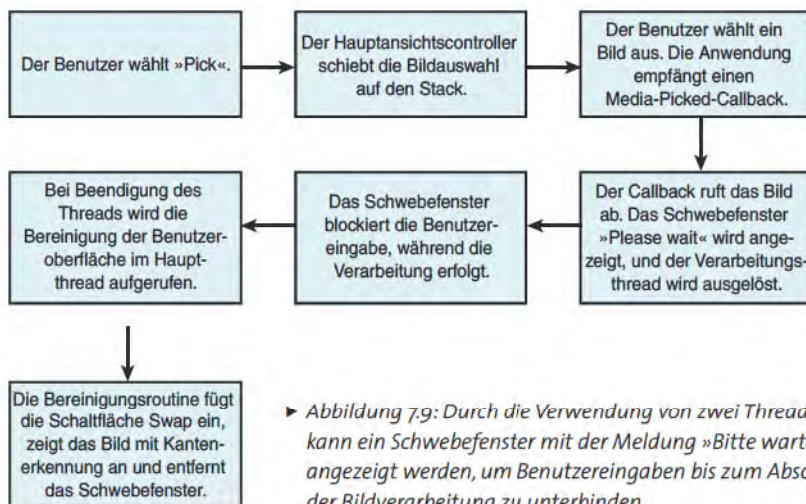 Der Benutzer wählt »Pick«.
Der Hauptansichtscontroller
schiebt die Bildauswahl
auf den Stack.
Der Benutzer wählt ein
Bild aus. Die Anwendung
empfängt einen
Media-Picked-Callback.
Der Callback ruft das Bild
ab. Das Schwebefenster
»Please wait« wird ange-
zeigt, und der Verarbeitungs-
thread wird ausgelöst.
Das Schwebefenster
blockiert die Benutzer-
eingabe, während die
Verarbeitung erfolgt.
Bei Beendigung des
Threads wird die
Bereinigung der Benutzer-
oberfläche im Haupt-
thread aufgerufen.
Die Bereinigungsroutine fügt
die Schaltfläche Swap ein,
zeigt das Bild mit Kanten-
erkennung an und entfernt
das Schwebefenster.
► Abbildung 7.9: Durch die Verwendung von zwei Thread
kann ein Schwebefenster mit der Meldung »Bitte wart
angezeigt werden, um Benutzereingaben bis zum Absc
der Bildverarbeitung zu unterbinden